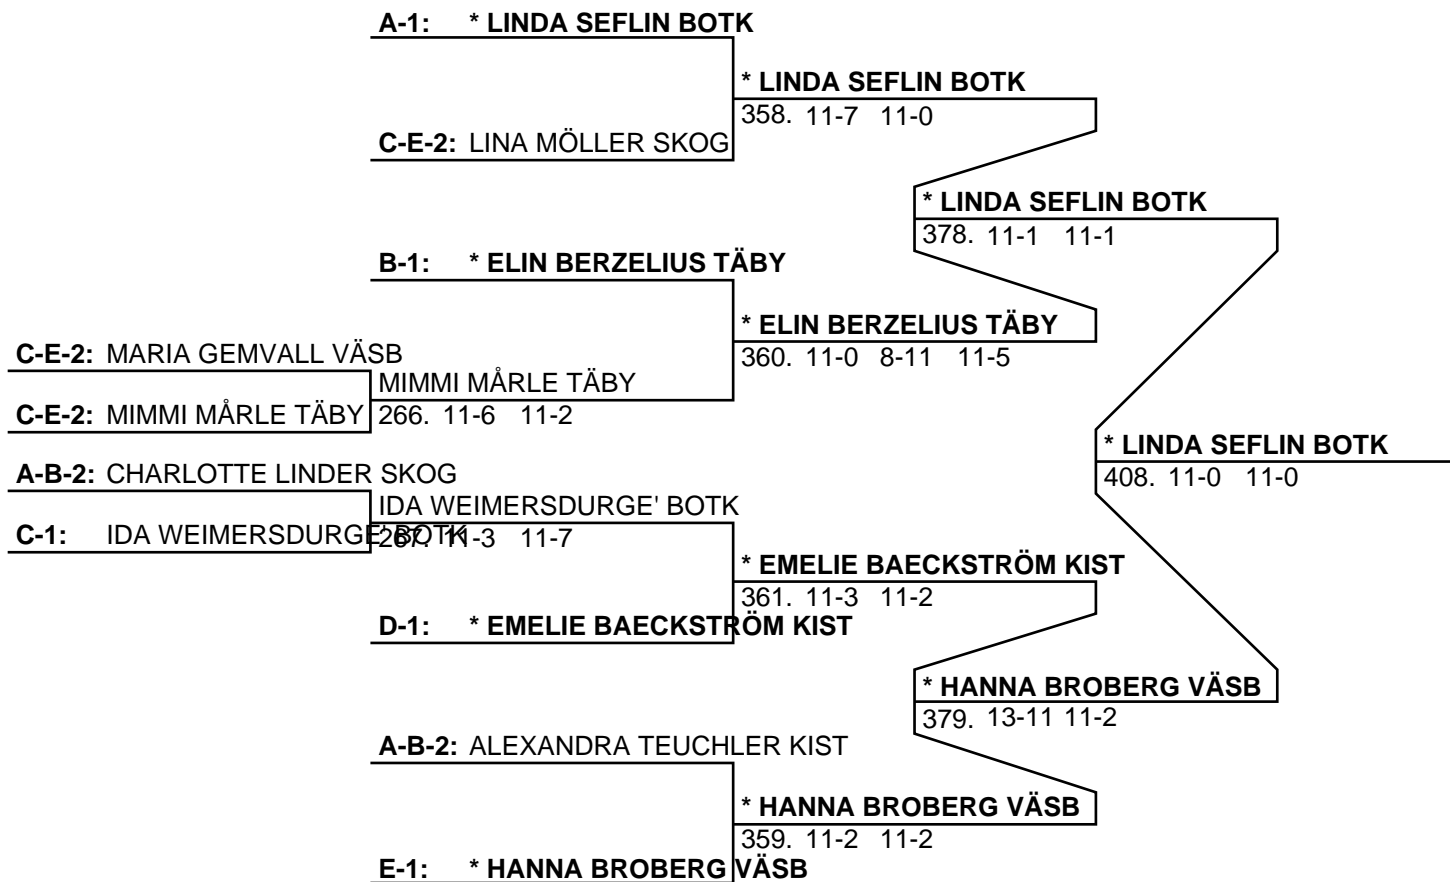 A-1: * LINDA SEFLIN BOTK
* LINDA SEFLIN BOTK
358. 11-7 11-0
C-E-2: LINA MÖLLER SKOG
* LINDA SEFLIN BOTK
378. 11-1 11-1
B-1: * ELIN BERZELIUS TÄBY
* ELIN BERZELIUS TÄBY
360. 11-0 8-11 11-5
C-E-2: MARIA GEMVALL VÄSB
MIMMI MÅRLE TÄBY
266. 11-6 11-2
C-E-2: MIMMI MÅRLE TÄBY
* LINDA SEFLIN BOTK
408. 11-0 11-0
A-B-2: CHARLOTTE LINDER SKOG
IDA WEIMERSDURGE' BOTK
267. 11-3 11-7
C-1: IDA WEIMERSDURGE' BOTK
* EMELIE BAECKSTRÖM KIST
361. 11-3 11-2
D-1: * EMELIE BAECKSTRÖM KIST
* HANNA BROBERG VÄSB
379. 13-11 11-2
A-B-2: ALEXANDRA TEUCHLER KIST
* HANNA BROBERG VÄSB
359. 11-2 11-2
E-1: * HANNA BROBERG VÄSB